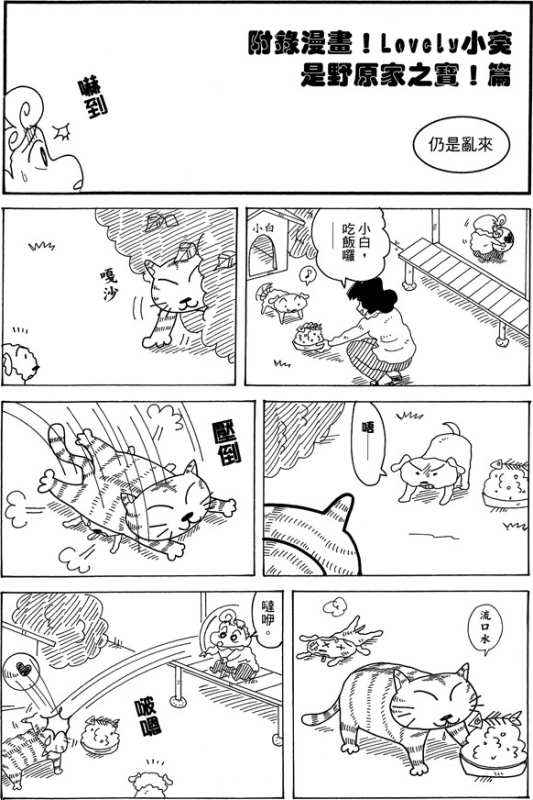 附錄漫畫！Lovely小葵
是野原家之寶！篇
仍是亂來
嚇到
小白，
吃飯囉——
小白
嘎沙
唔——
壓倒
流口水
噠咿。
啵嗯